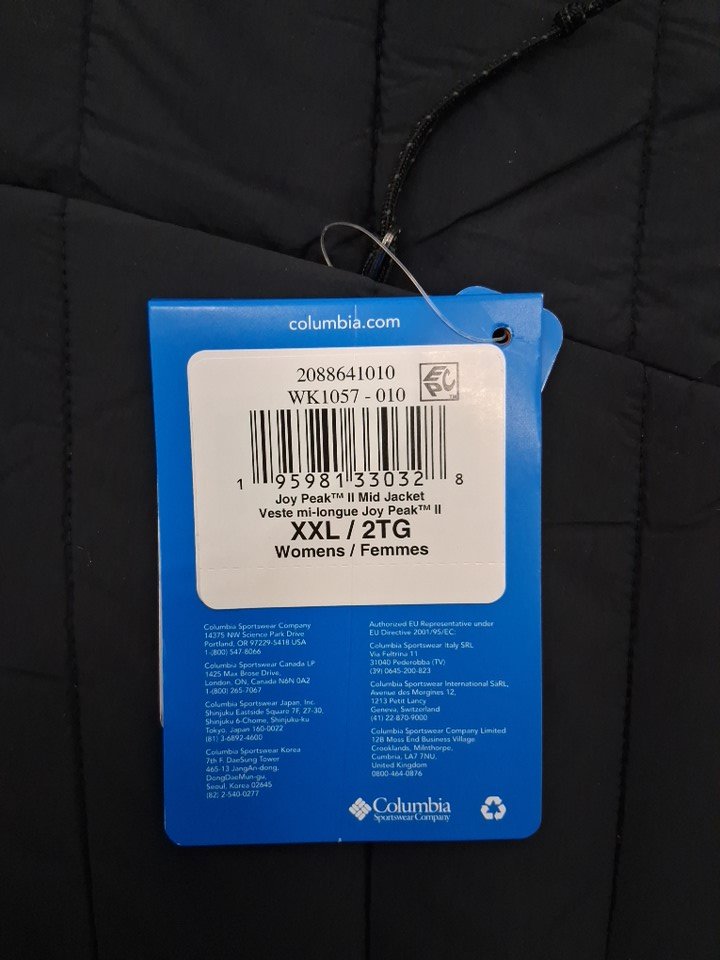 columbia.com
2088641010
WK1057 - 010
EPC™
1 95981 33032 8
Joy Peak™ II Mid Jacket
Veste mi-longue Joy Peak™ II
XXL / 2TG
Womens / Femmes
Columbia Sportswear Company
14375 NW Science Park Drive
Portland, OR 97229-5418 USA
1-(800) 547-8066
Columbia Sportswear Canada LP
1425 Max Brose Drive,
London, ON, Canada N6N 0A2
1-(800) 265-7067
Columbia Sportswear Japan, Inc.
Shinjuku Eastside Square 7F, 27-30,
Shinjuku 6-Chome, Shinjuku-ku
Tokyo, Japan 160-0022
(81) 3-6892-4600
Columbia Sportswear Korea
7th F. DaeSung Tower
465-13 JangAn-dong,
DongDaeMun-gu,
Seoul, Korea 02645
(82) 2-540-0277
Authorized EU Representative under
EU Directive 2001/95/EC:
Columbia Sportswear Italy SRL
Via Feltrina 11
31040 Pederobba (TV)
(39) 0645-200-823
Columbia Sportswear International SaRL,
Avenue des Morgines 12,
1213 Petit Lancy
Geneva, Switzerland
(41) 22-870-9000
Columbia Sportswear Company Limited
12B Moss End Business Village
Crooklands, Milnthorpe,
Cumbria, LA7 7NU,
United Kingdom
0800-464-0876
Columbia
Sportswear Company